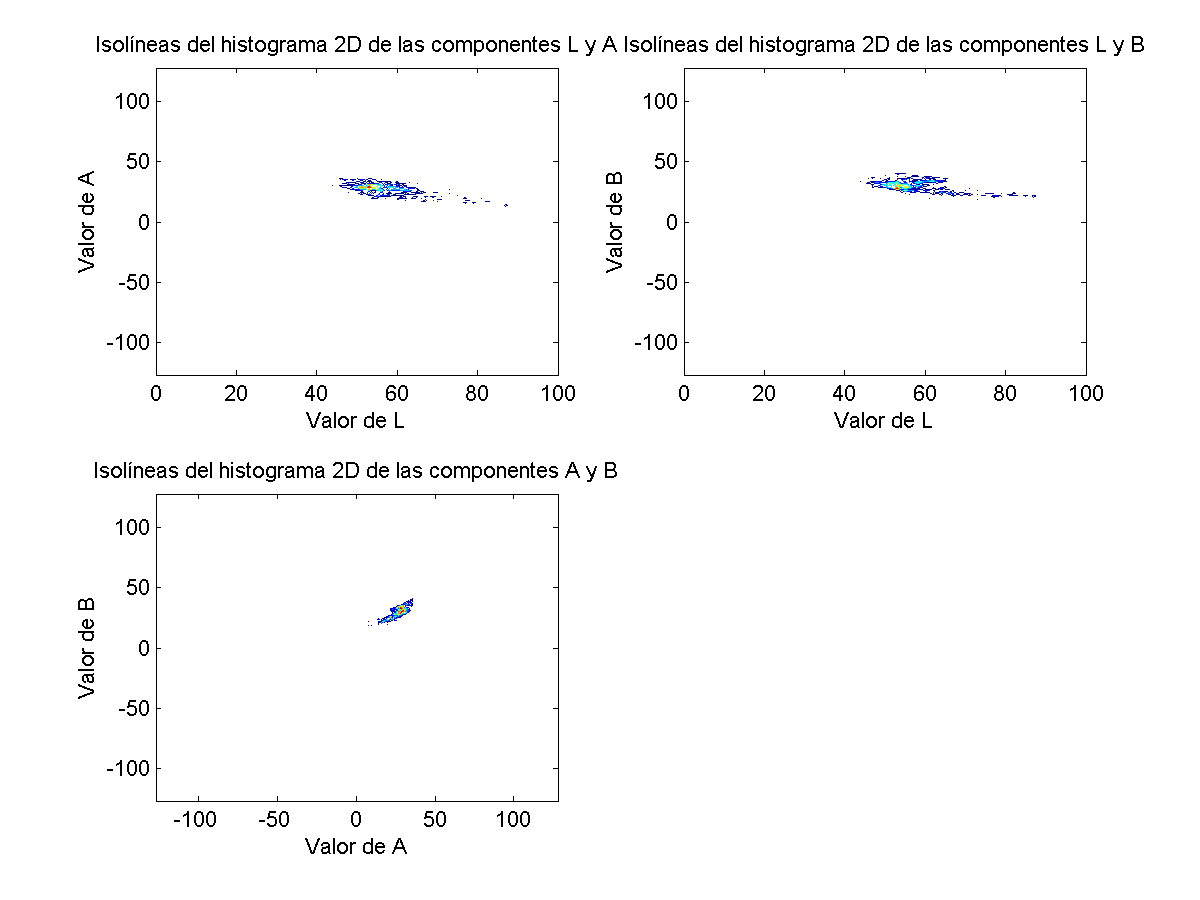 Isolíneas del histograma 2D de las componentes L y A
100
50
0
-50
-100
Valor de A
0 20 40 60 80 100
Valor de L
Isolíneas del histograma 2D de las componentes L y B
100
50
0
-50
-100
Valor de B
0 20 40 60 80 100
Valor de L
Isolíneas del histograma 2D de las componentes A y B
100
50
0
-50
-100
Valor de B
-100 -50 0 50 100
Valor de A